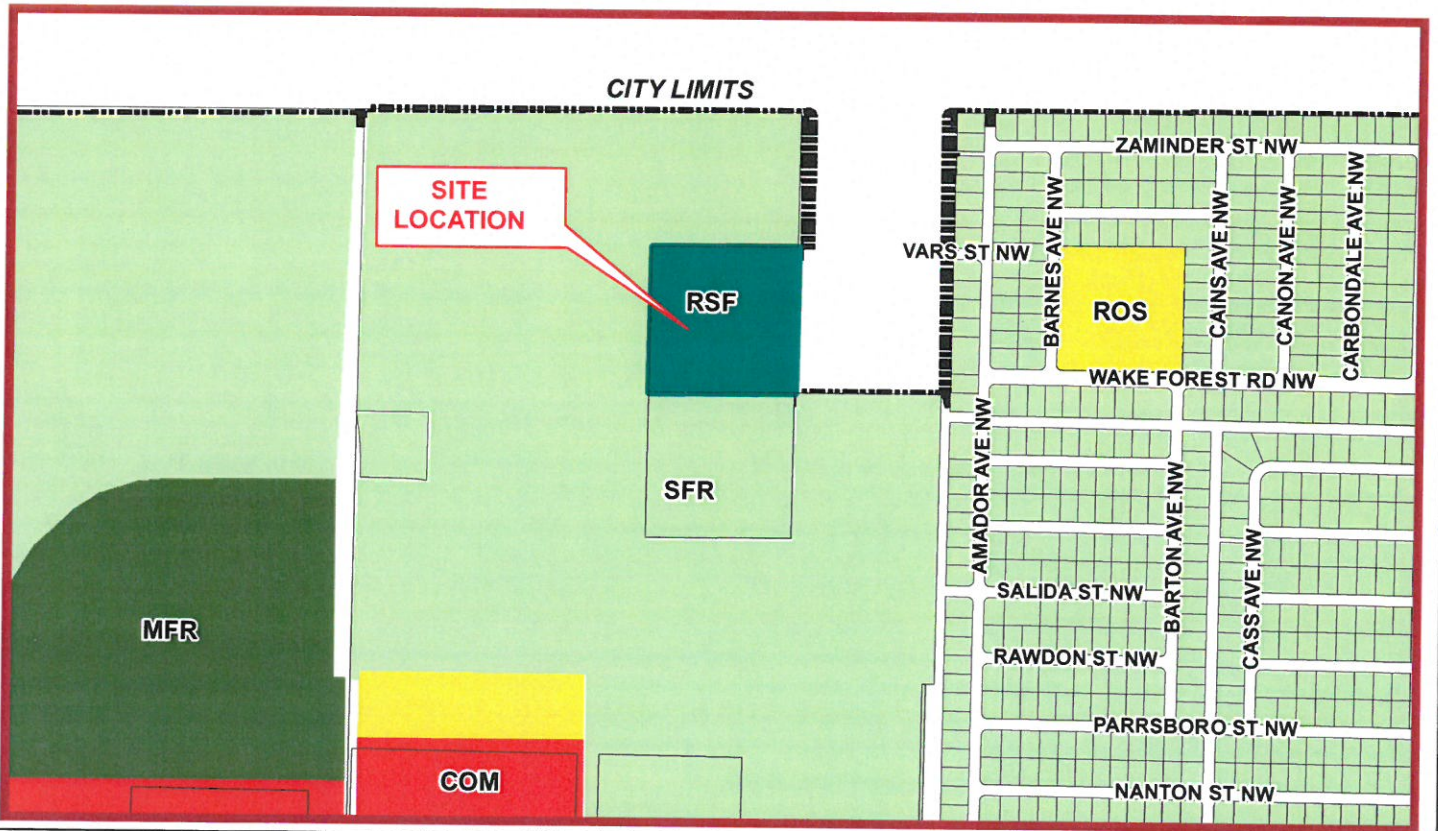 CITY LIMITS
ZAMINDER ST NW
SITE
LOCATION
BARNES AVE NW
CAINS AVE NW
CANON AVE NW
CARBONDALE AVE NW
VARS ST NW
RSF
ROS
WAKE FOREST RD NW
AMADOR AVE NW
SFR
BARTON AVE NW
CASS AVE NW
SALIDA ST NW
MFR
RAWDON ST NW
PARRSBORO ST NW
COM
NANTON ST NW